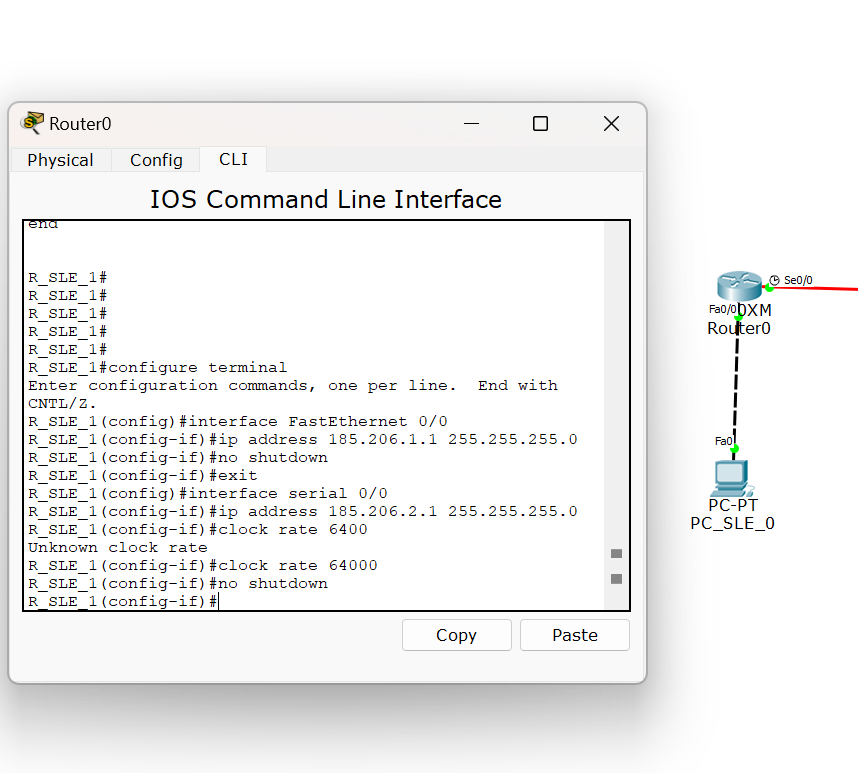 Router0
Physical
Config
CLI
IOS Command Line Interface
end
R_SLE_1#
R_SLE_1#
R_SLE_1#
R_SLE_1#
R_SLE_1#
R_SLE_1#configure terminal
Enter configuration commands, one per line.  End with
CNTL/Z.
R_SLE_1(config)#interface FastEthernet 0/0
R_SLE_1(config-if)#ip address 185.206.1.1 255.255.255.0
R_SLE_1(config-if)#no shutdown
R_SLE_1(config-if)#exit
R_SLE_1(config)#interface serial 0/0
R_SLE_1(config-if)#ip address 185.206.2.1 255.255.255.0
R_SLE_1(config-if)#clock rate 6400
Unknown clock rate
R_SLE_1(config-if)#clock rate 64000
R_SLE_1(config-if)#no shutdown
R_SLE_1(config-if)#
Copy
Paste
Se0/0
Fa0/0
0XM
Router0
Fa0
PC-PT
PC_SLE_0